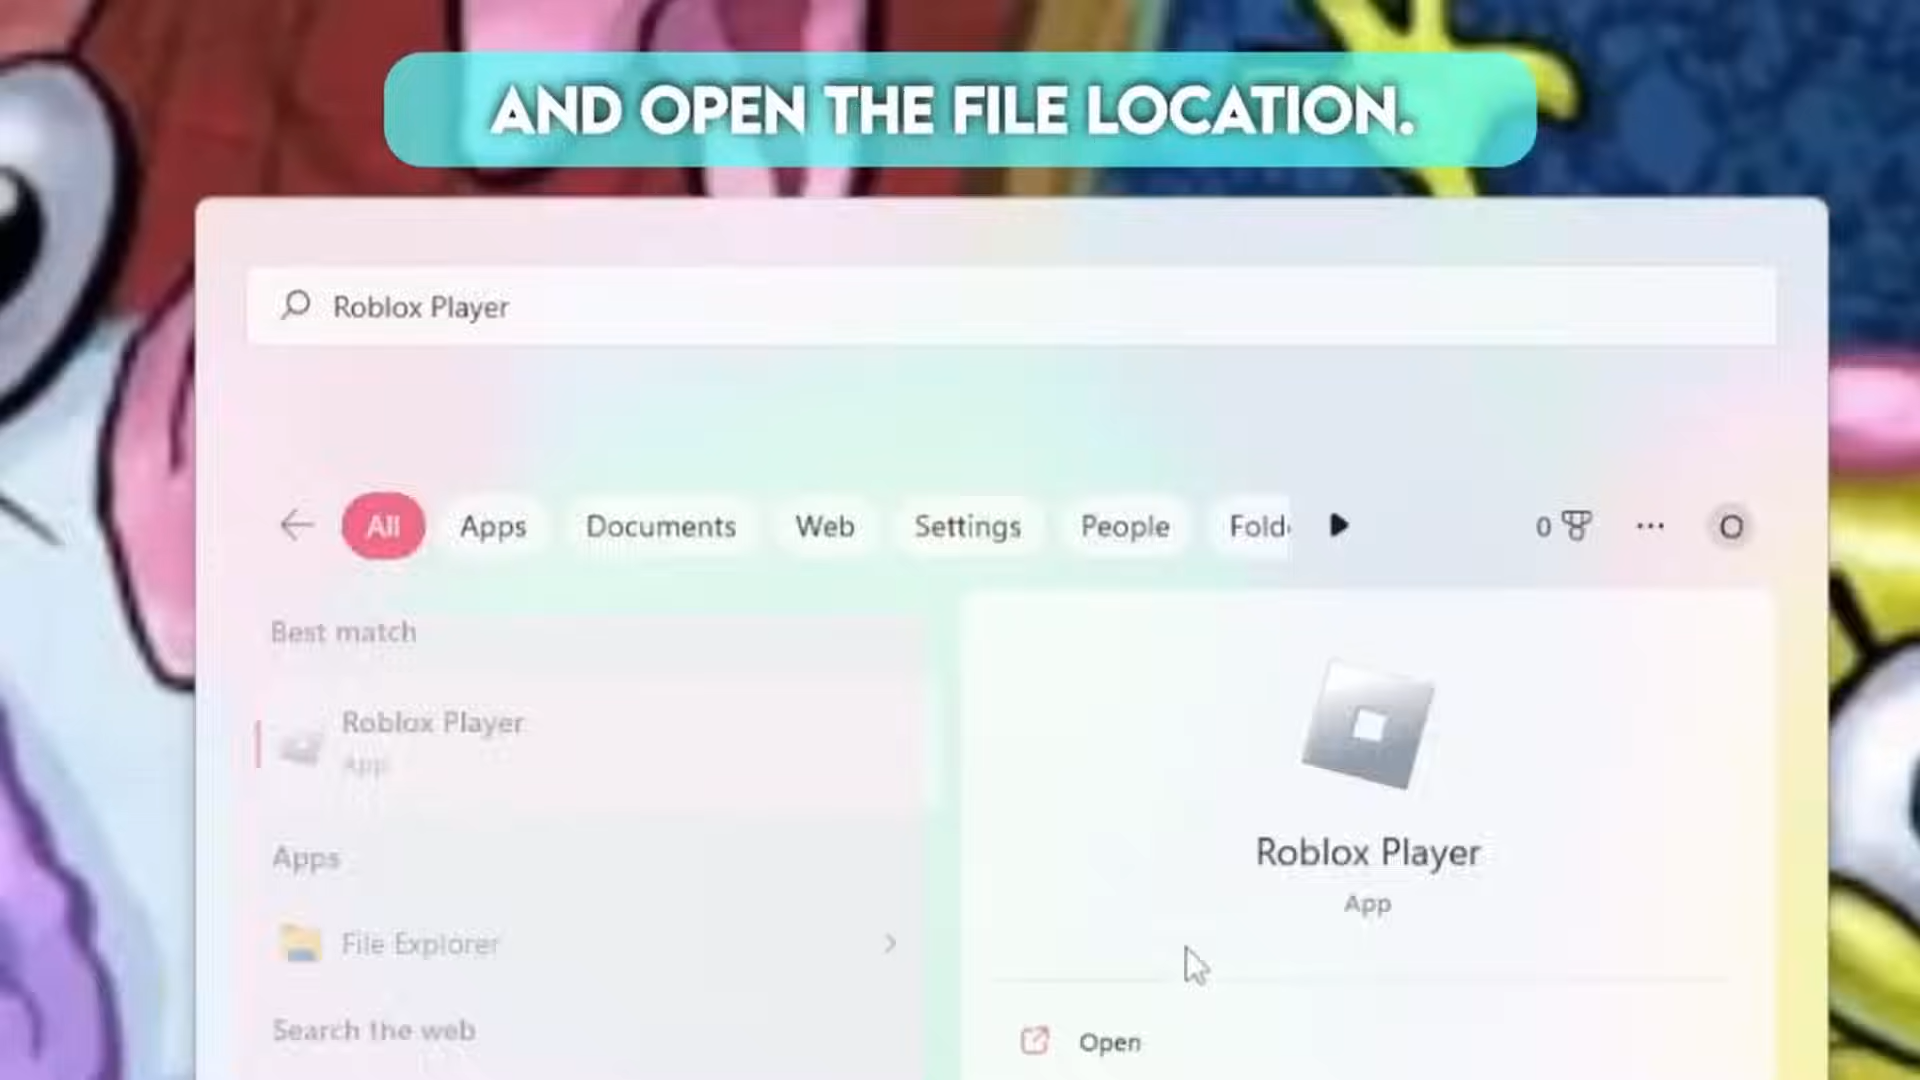 AND OPEN THE FILE LOCATION.
Roblox Player
All Apps Documents Web Settings People Fold 0 ... O
Best match
Roblox Player
App
Apps
File Explorer
Search the web
Roblox Player
App
Open